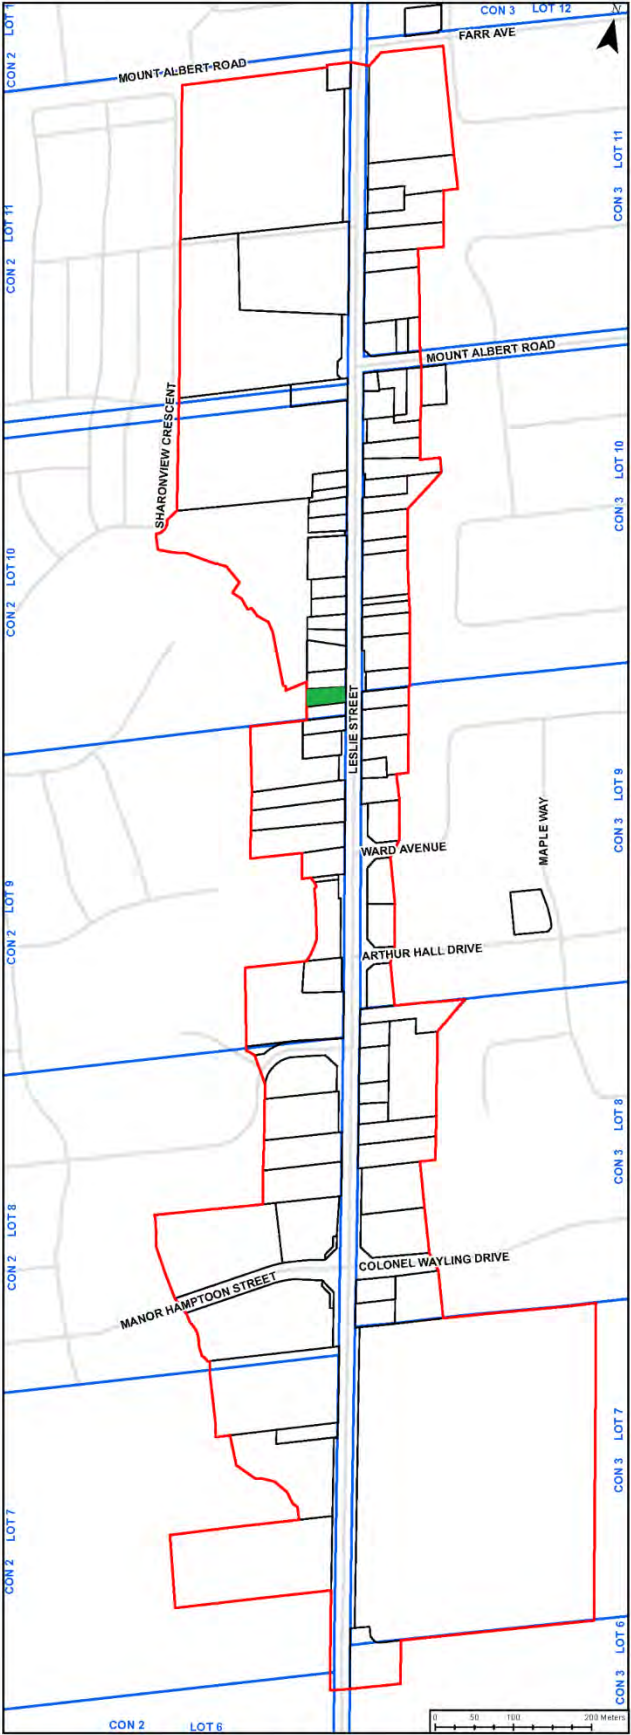 LOT 1
CON 2
CON 3 LOT 12
N
FARR AVE
MOUNT ALBERT ROAD
LOT 11
CON 3
LOT 11
CON 2
MOUNT ALBERT ROAD
SHARONVIEW CRESCENT
LOT 10
CON 3
LOT 10
CON 2
LESLIE STREET
LOT 9
CON 3
MAPLE WAY
WARD AVENUE
LOT 9
CON 2
ARTHUR HALL DRIVE
LOT 8
CON 3
LOT 8
CON 2
COLONEL WAYLING DRIVE
MANOR HAMPTOON STREET
LOT 7
CON 3
LOT 7
CON 2
LOT 6
CON 3
CON 2 LOT 6
0 50 100 200 Meters